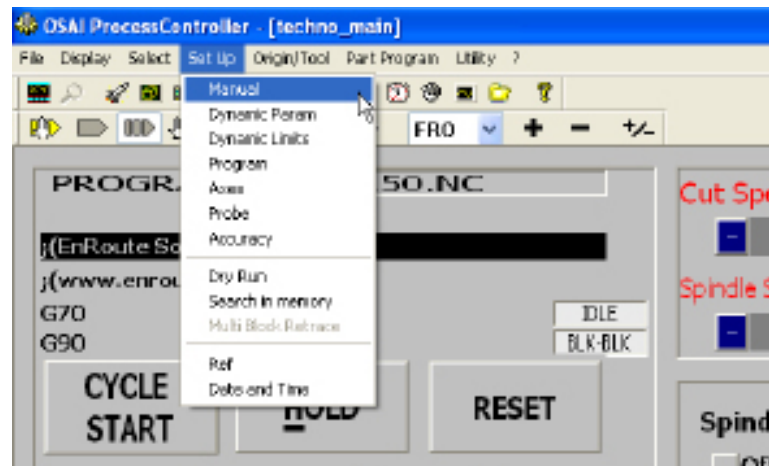 OSAI ProcessController - [techno_main]
File Display Select Set Up Origin/Tool Part Program Utility ?
Manual
Dynamic Param
Dynamic Limits
Program
Axes
Probe
Accuracy
Dry Run
Search in memory
Multi Block Retrace
Ref
Date and Time
FRO + - +/-
PROGR 50.NC
;(EnRoute So
;(www.enrou
G70
G90
IDLE
BLK-BLK
CYCLE START
HOLD
RESET
Cut Spe
-
Spindle S
-
Spind